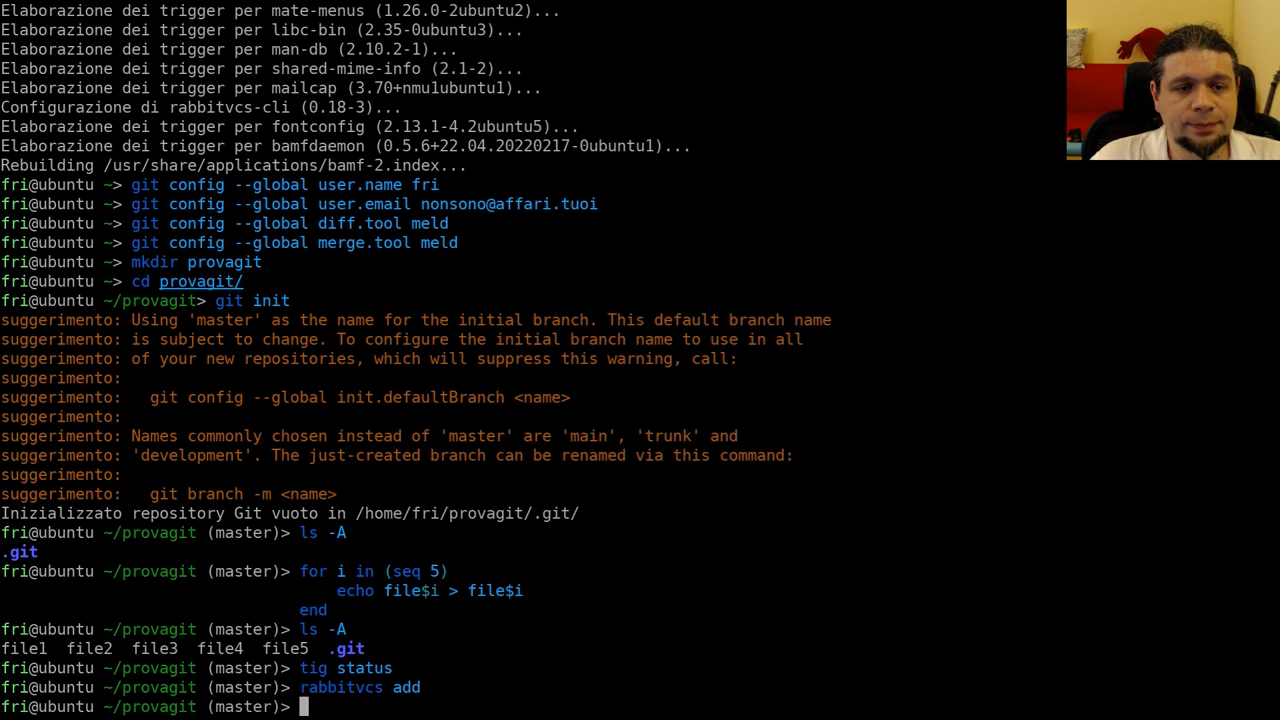 Elaborazione dei trigger per mate-menus (1.26.0-2ubuntu2)...
Elaborazione dei trigger per libc-bin (2.35-0ubuntu3)...
Elaborazione dei trigger per man-db (2.10.2-1)...
Elaborazione dei trigger per shared-mime-info (2.1-2)...
Elaborazione dei trigger per mailcap (3.70+nmu1ubuntu1)...
Configurazione di rabbitvcs-cli (0.18-3)...
Elaborazione dei trigger per fontconfig (2.13.1-4.2ubuntu5)...
Elaborazione dei trigger per bamfdaemon (0.5.6+22.04.20220217-0ubuntu1)...
Rebuilding /usr/share/applications/bamf-2.index...
fri@ubuntu ~> git config --global user.name fri
fri@ubuntu ~> git config --global user.email nonsono@affari.tuoi
fri@ubuntu ~> git config --global diff.tool meld
fri@ubuntu ~> git config --global merge.tool meld
fri@ubuntu ~> mkdir provagit
fri@ubuntu ~> cd provagit/
fri@ubuntu ~/provagit> git init
suggerimento: Using 'master' as the name for the initial branch. This default branch name
suggerimento: is subject to change. To configure the initial branch name to use in all
suggerimento: of your new repositories, which will suppress this warning, call:
suggerimento:
suggerimento:   git config --global init.defaultBranch <name>
suggerimento:
suggerimento: Names commonly chosen instead of 'master' are 'main', 'trunk' and
suggerimento: 'development'. The just-created branch can be renamed via this command:
suggerimento:
suggerimento:   git branch -m <name>
Inizializzato repository Git vuoto in /home/fri/provagit/.git/
fri@ubuntu ~/provagit (master)> ls -A
.git
fri@ubuntu ~/provagit (master)> for i in (seq 5)
echo file$i > file$i
end
fri@ubuntu ~/provagit (master)> ls -A
file1  file2  file3  file4  file5  .git
fri@ubuntu ~/provagit (master)> tig status
fri@ubuntu ~/provagit (master)> rabbitvcs add
fri@ubuntu ~/provagit (master)>